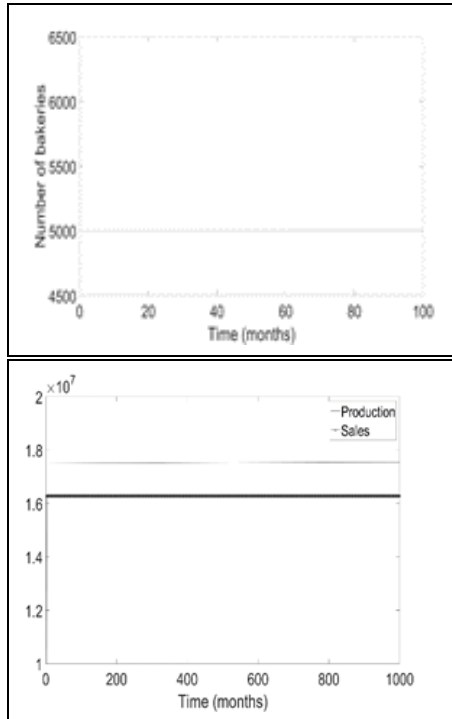 6500
6000
5500
5000
4500
Number of bakeries
0 20 40 60 80 100
Time (months)
×10⁷
2
1.8
1.6
1.4
1.2
1
Production
Sales
0 200 400 600 800 1000
Time (months)